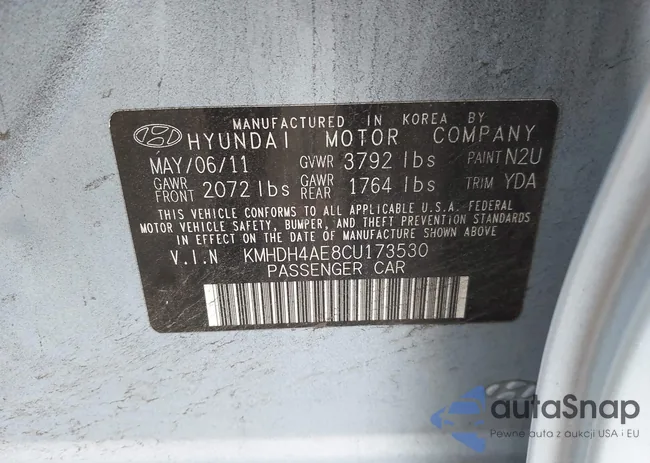 MANUFACTURED IN KOREA BY
HYUNDAI MOTOR COMPANY
MAY/06/11 GVWR 3792 lbs PAINT N2U
GAWR FRONT 2072 lbs GAWR REAR 1764 lbs TRIM YDA
THIS VEHICLE CONFORMS TO ALL APPLICABLE U.S.A. FEDERAL
MOTOR VEHICLE SAFETY, BUMPER, AND THEFT PREVENTION STANDARDS
IN EFFECT ON THE DATE OF MANUFACTURE SHOWN ABOVE.
V.I.N KMHDH4AE8CU173530
PASSENGER CAR
autaSnap
Pewne auta z aukcji USA i EU